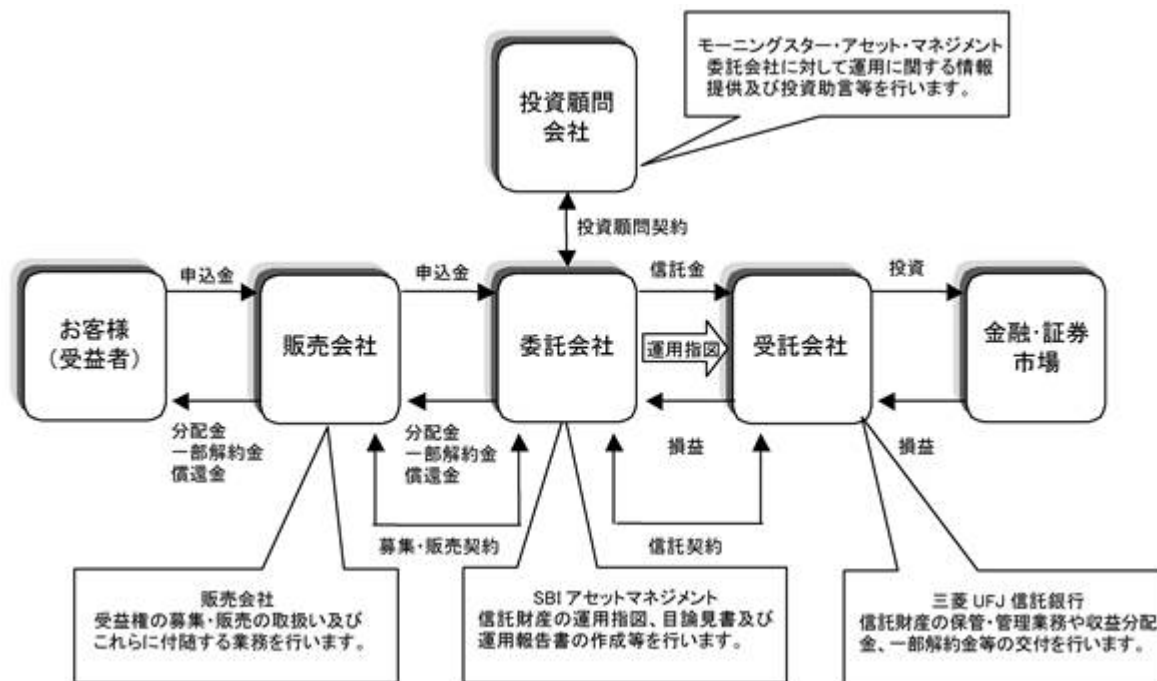 モーニングスター・アセット・マネジメント
委託会社に対して運用に関する情報
提供及び投資助言等を行います。
投資顧問
会社
投資顧問契約
申込金
申込金
信託金
投資
お客様
(受益者)
販売会社
委託会社
運用指図
受託会社
金融・証券
市場
分配金
一部解約金
償還金
分配金
一部解約金
償還金
損益
損益
募集・販売契約
信託契約
販売会社
受益権の募集・販売の取扱い及び
これらに付随する業務を行います。
SBI アセットマネジメント
信託財産の運用指図、目論見書及び
運用報告書の作成等を行います。
三菱 UFJ 信託銀行
信託財産の保管・管理業務や収益分配
金、一部解約金等の交付を行います。